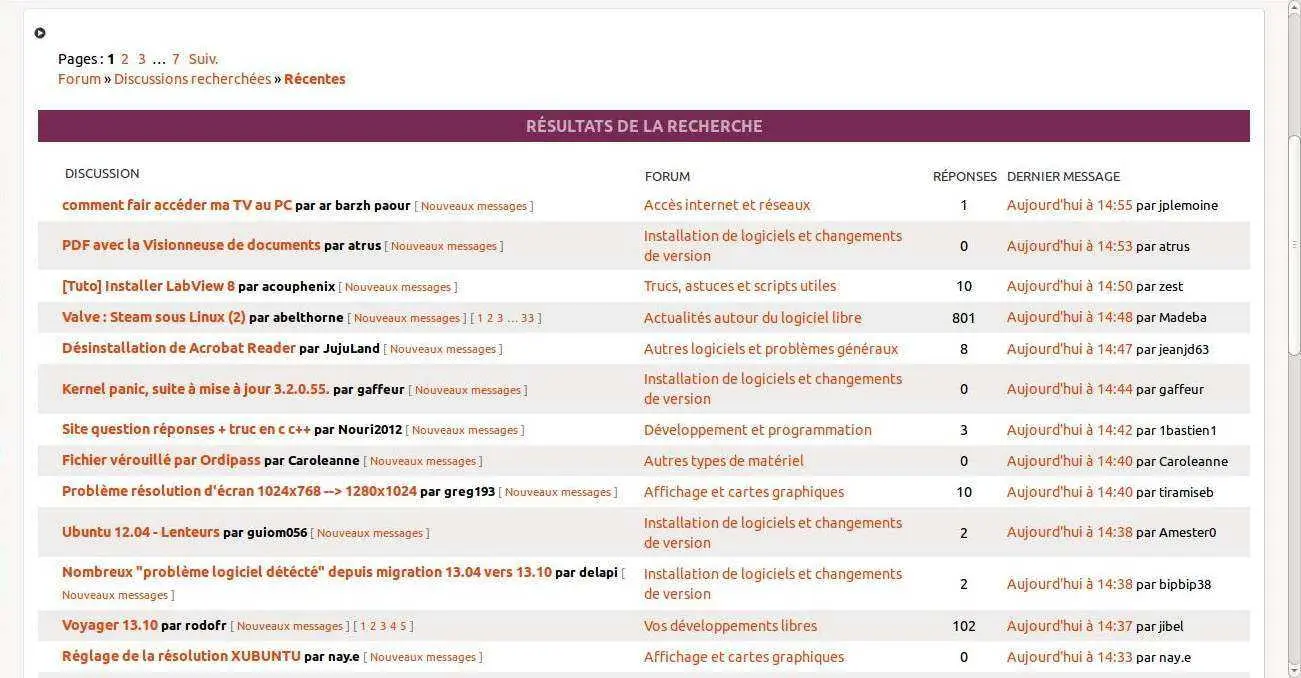 Pages : 1 2 3 … 7 Suiv.
Forum » Discussions recherchées » Récentes
RÉSULTATS DE LA RECHERCHE
DISCUSSION FORUM RÉPONSES DERNIER MESSAGE
comment fair accéder ma TV au PC par ar barzh paour [ Nouveaux messages ] Accès internet et réseaux 1 Aujourd'hui à 14:55 par jplemoine
PDF avec la Visionneuse de documents par atrus [ Nouveaux messages ] Installation de logiciels et changements de version 0 Aujourd'hui à 14:53 par atrus
[Tuto] Installer LabView 8 par acouphenix [ Nouveaux messages ] Trucs, astuces et scripts utiles 10 Aujourd'hui à 14:50 par zest
Valve : Steam sous Linux (2) par abelthorne [ Nouveaux messages ] [ 1 2 3 … 33 ] Actualités autour du logiciel libre 801 Aujourd'hui à 14:48 par Madeba
Désinstallation de Acrobat Reader par JujuLand [ Nouveaux messages ] Autres logiciels et problèmes généraux 8 Aujourd'hui à 14:47 par jeanjd63
Kernel panic, suite à mise à jour 3.2.0.55. par gaffeur [ Nouveaux messages ] Installation de logiciels et changements de version 0 Aujourd'hui à 14:44 par gaffeur
Site question réponses + truc en c c++ par Nouri2012 [ Nouveaux messages ] Développement et programmation 3 Aujourd'hui à 14:42 par 1bastien1
Fichier vérouillé par Ordipass par Caroleanne [ Nouveaux messages ] Autres types de matériel 0 Aujourd'hui à 14:40 par Caroleanne
Problème résolution d'écran 1024x768 --> 1280x1024 par greg193 [ Nouveaux messages ] Affichage et cartes graphiques 10 Aujourd'hui à 14:40 par tiramiseb
Ubuntu 12.04 - Lenteurs par guiom056 [ Nouveaux messages ] Installation de logiciels et changements de version 2 Aujourd'hui à 14:38 par Amester0
Nombreux "problème logiciel détécté" depuis migration 13.04 vers 13.10 par delapi [ Nouveaux messages ] Installation de logiciels et changements de version 2 Aujourd'hui à 14:38 par bipbip38
Voyager 13.10 par rodofr [ Nouveaux messages ] [ 1 2 3 4 5 ] Vos développements libres 102 Aujourd'hui à 14:37 par jibel
Réglage de la résolution XUBUNTU par nay.e [ Nouveaux messages ] Affichage et cartes graphiques 0 Aujourd'hui à 14:33 par nay.e